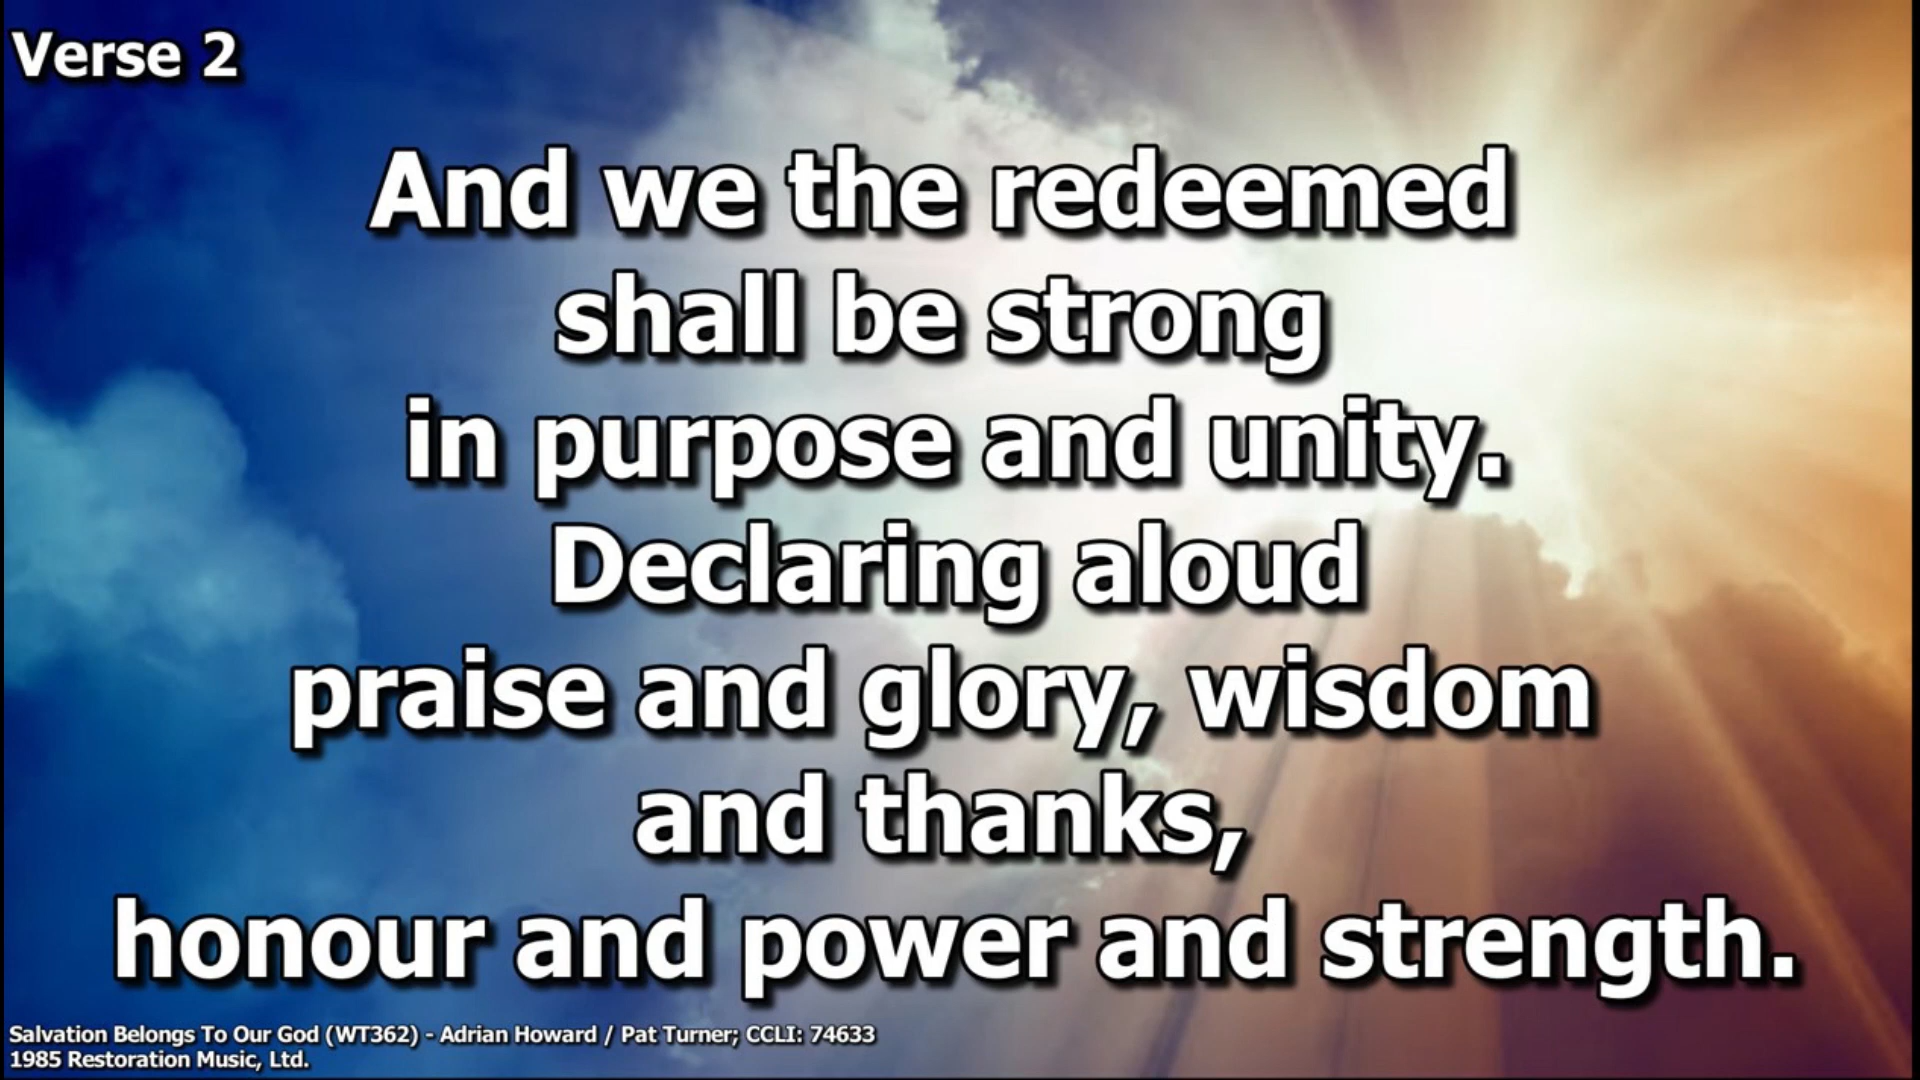 Verse 2
And we the redeemed
shall be strong
in purpose and unity.
Declaring aloud
praise and glory, wisdom
and thanks,
honour and power and strength.
Salvation Belongs To Our God (WT362) - Adrian Howard / Pat Turner; CCLI: 74633
1985 Restoration Music, Ltd.